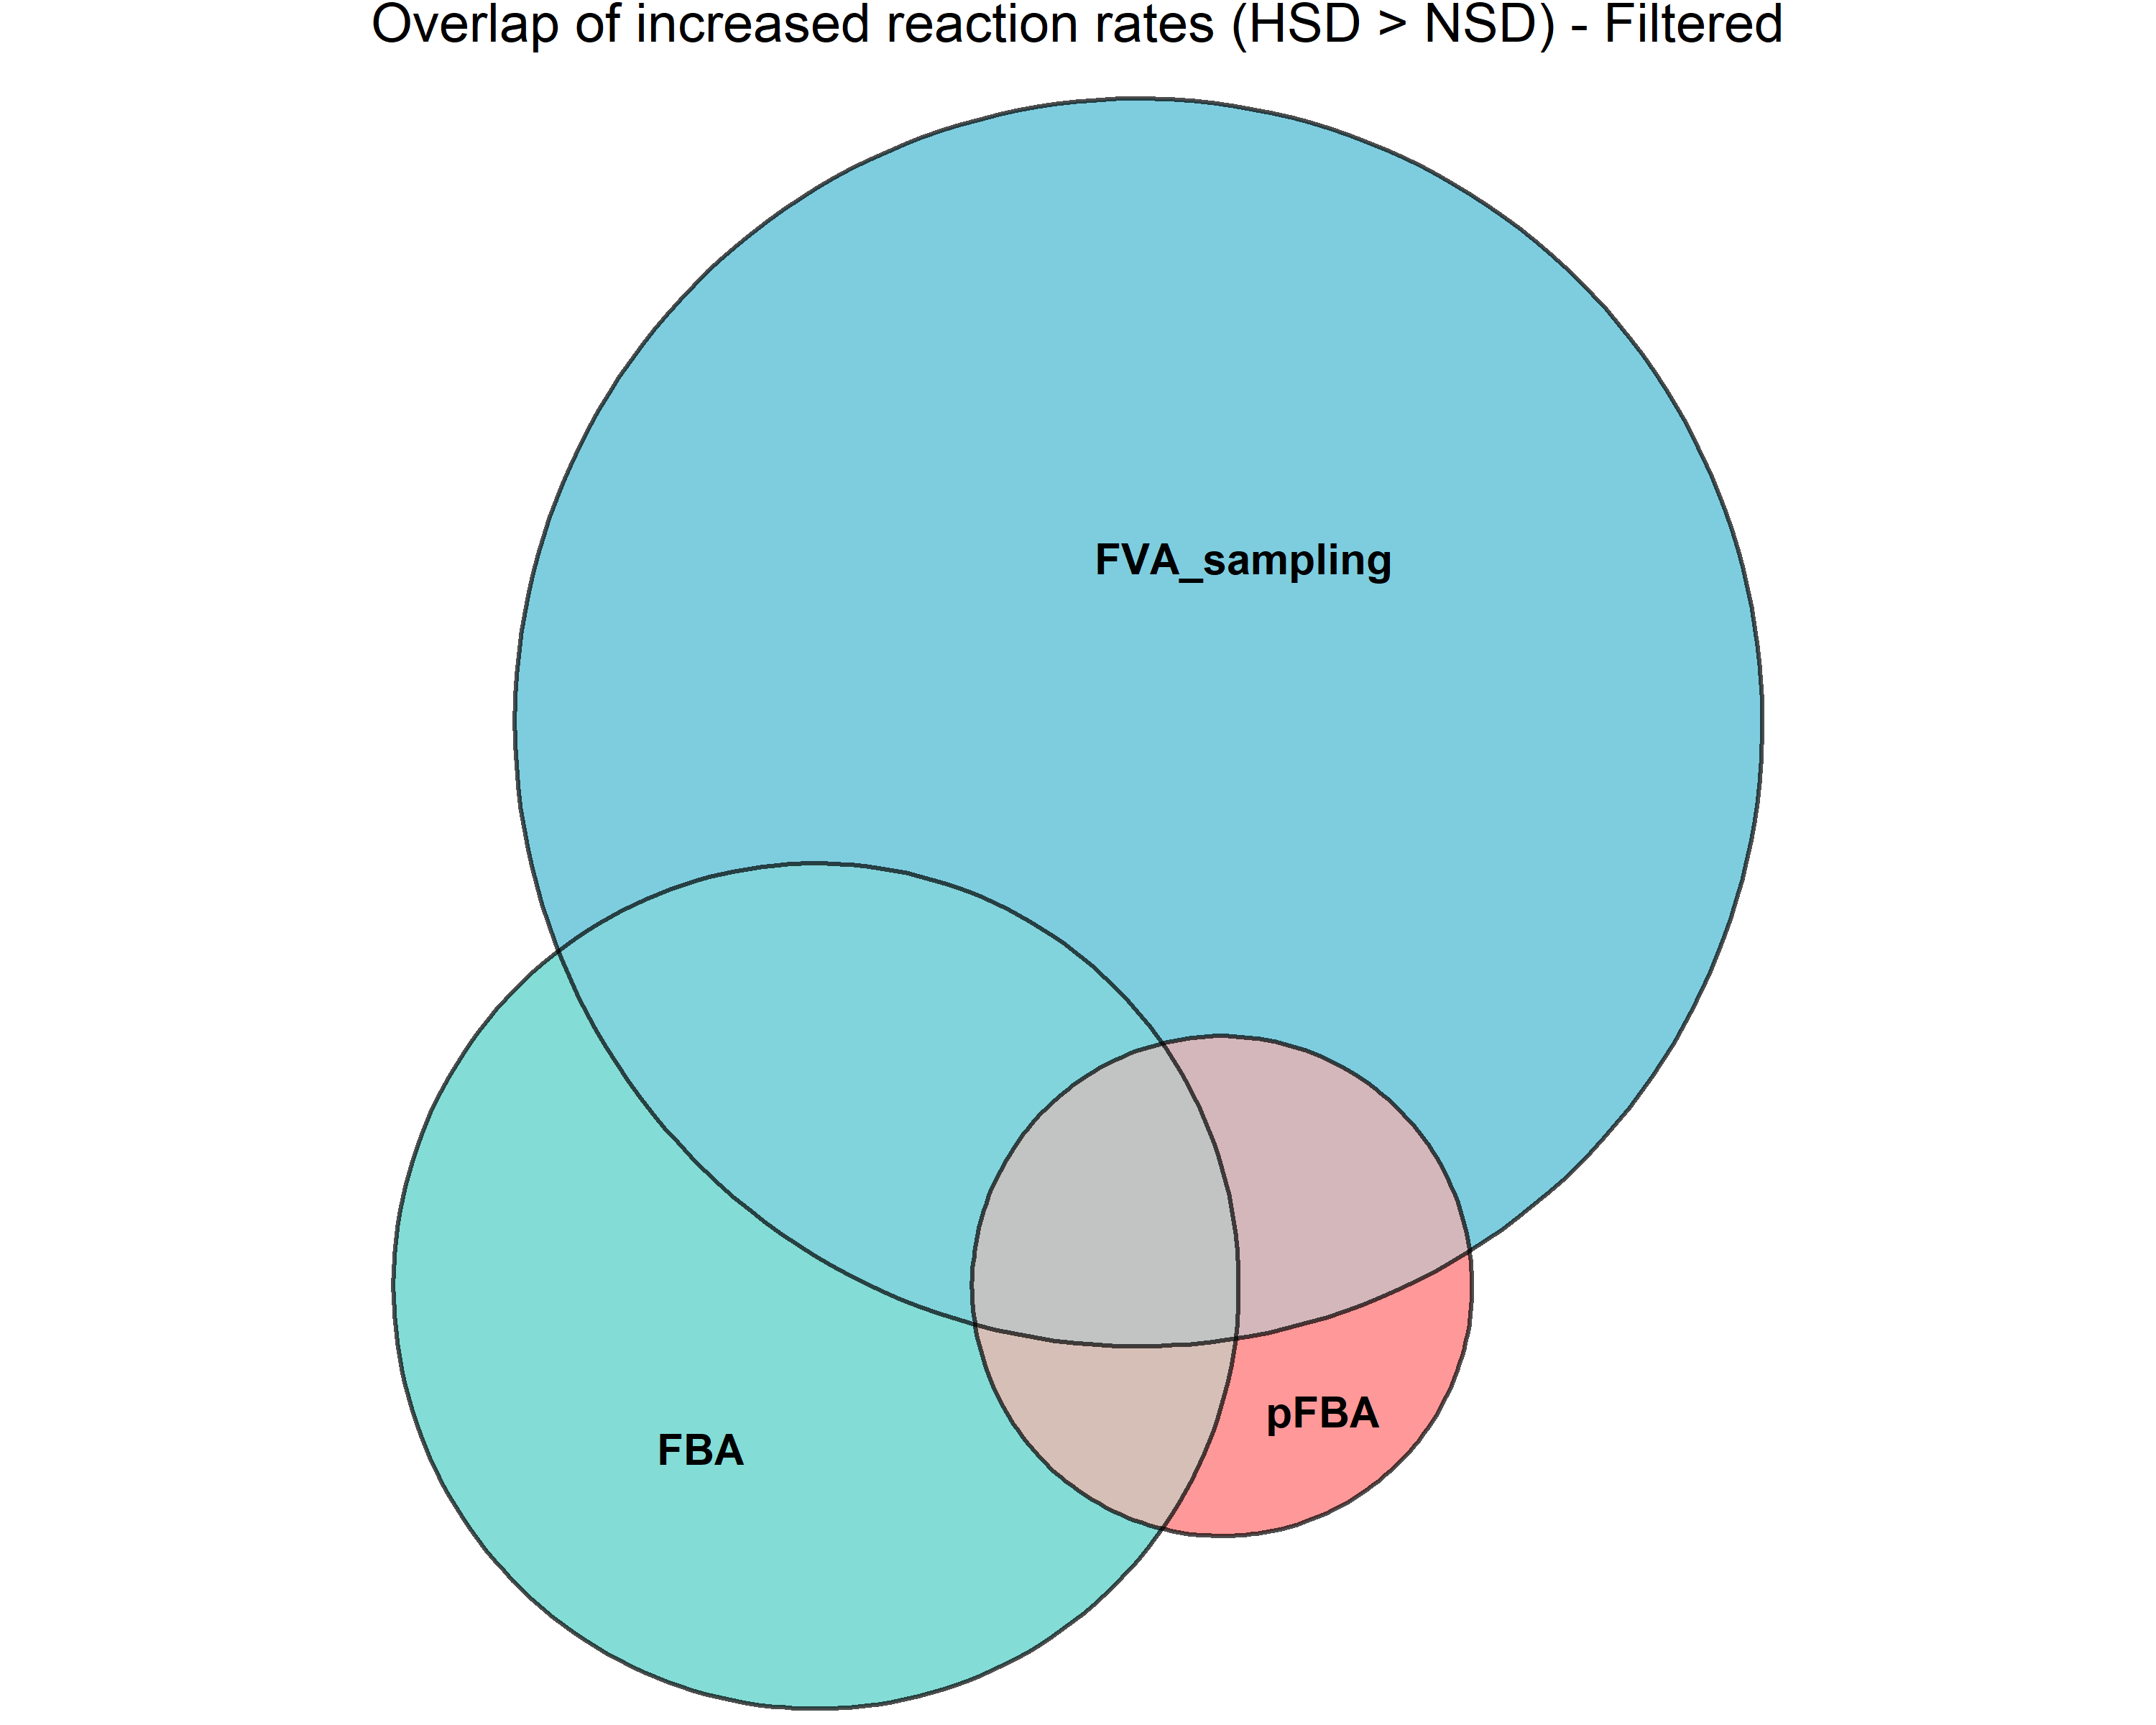 Overlap of increased reaction rates (HSD > NSD) - Filtered
FVA_sampling
pFBA
FBA